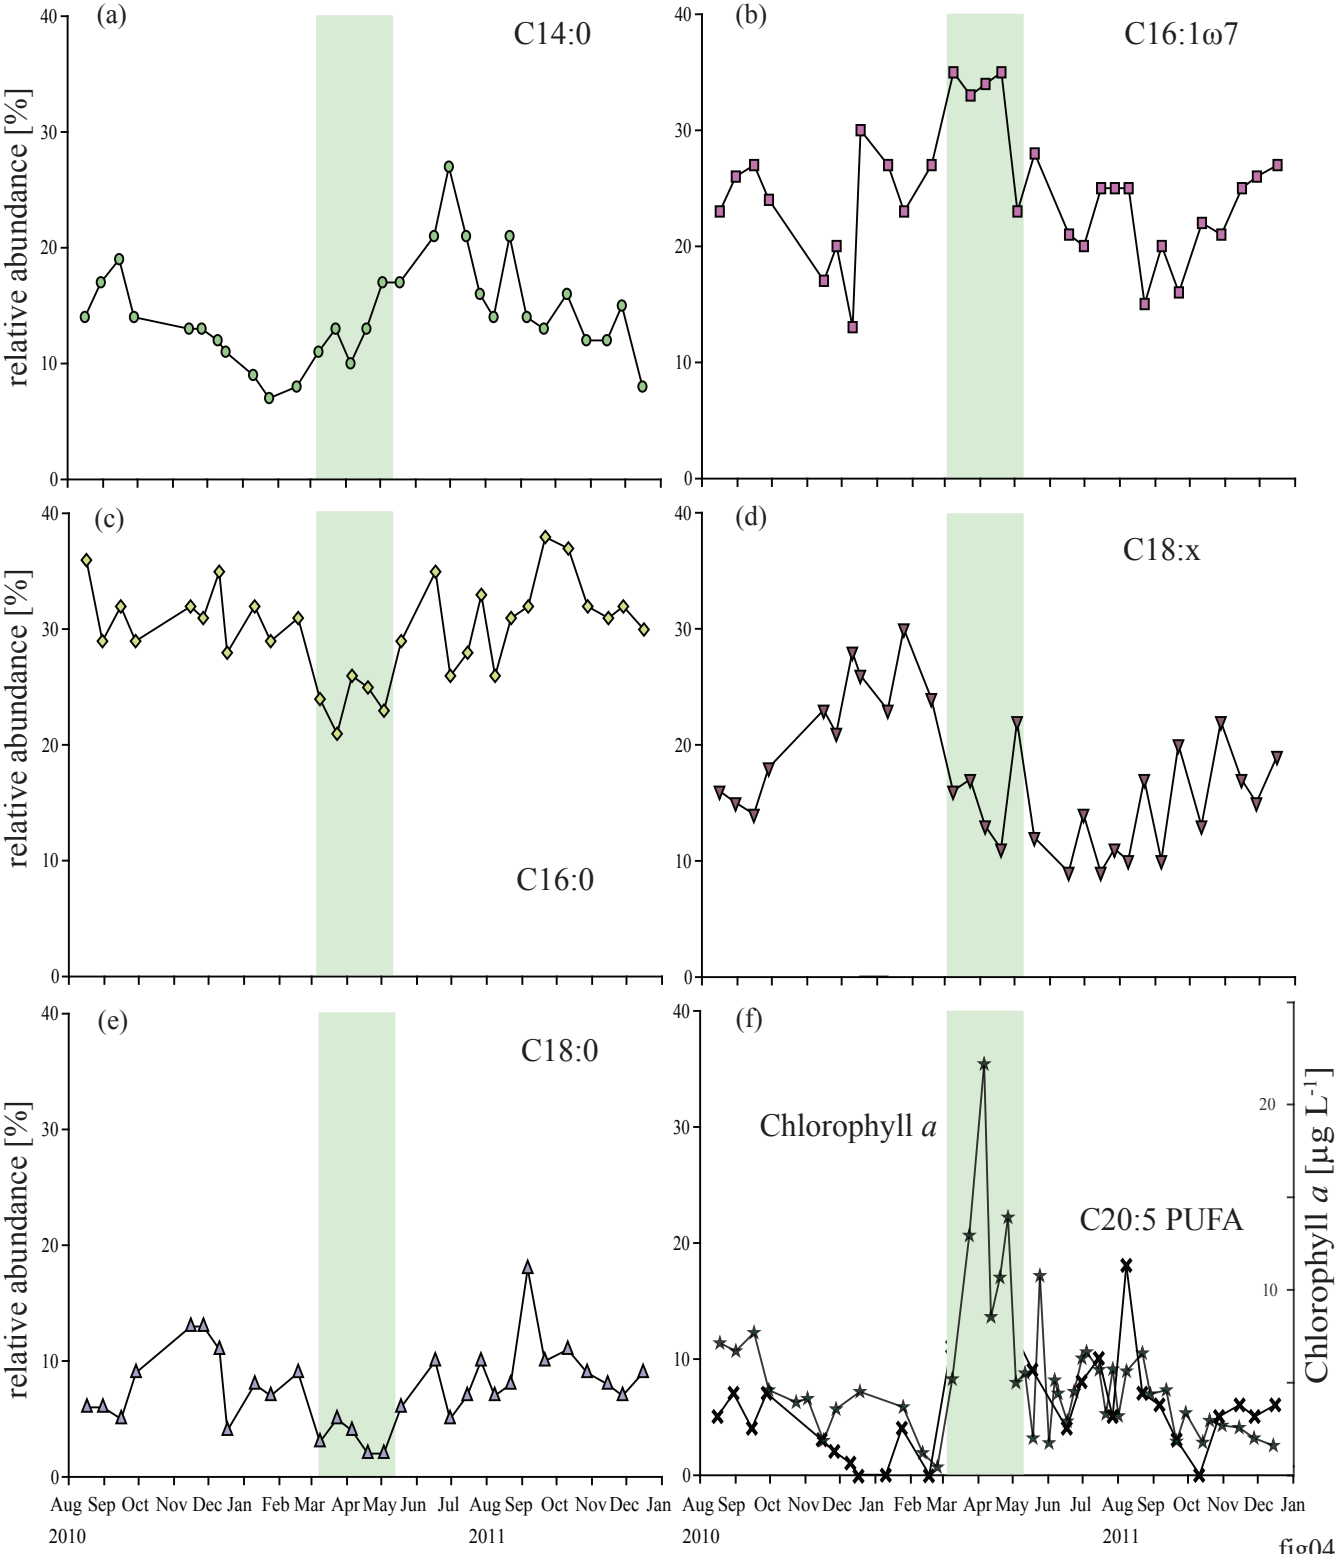 (a)
C14:0
(b)
C16:1ω7
relative abundance [%]
40
30
20
10
0
40
30
20
10
0
(c)
C16:0
(d)
C18:x
relative abundance [%]
40
30
20
10
0
40
30
20
10
0
(e)
C18:0
(f)
Chlorophyll a
C20:5 PUFA
relative abundance [%]
40
30
20
10
0
40
30
20
10
0
20
10
Chlorophyll a [µg L-1]
Aug Sep Oct Nov Dec Jan Feb Mar Apr May Jun Jul Aug Sep Oct Nov Dec Jan
2010 2011
Aug Sep Oct Nov Dec Jan Feb Mar Apr May Jun Jul Aug Sep Oct Nov Dec Jan
2010 2011
fig04